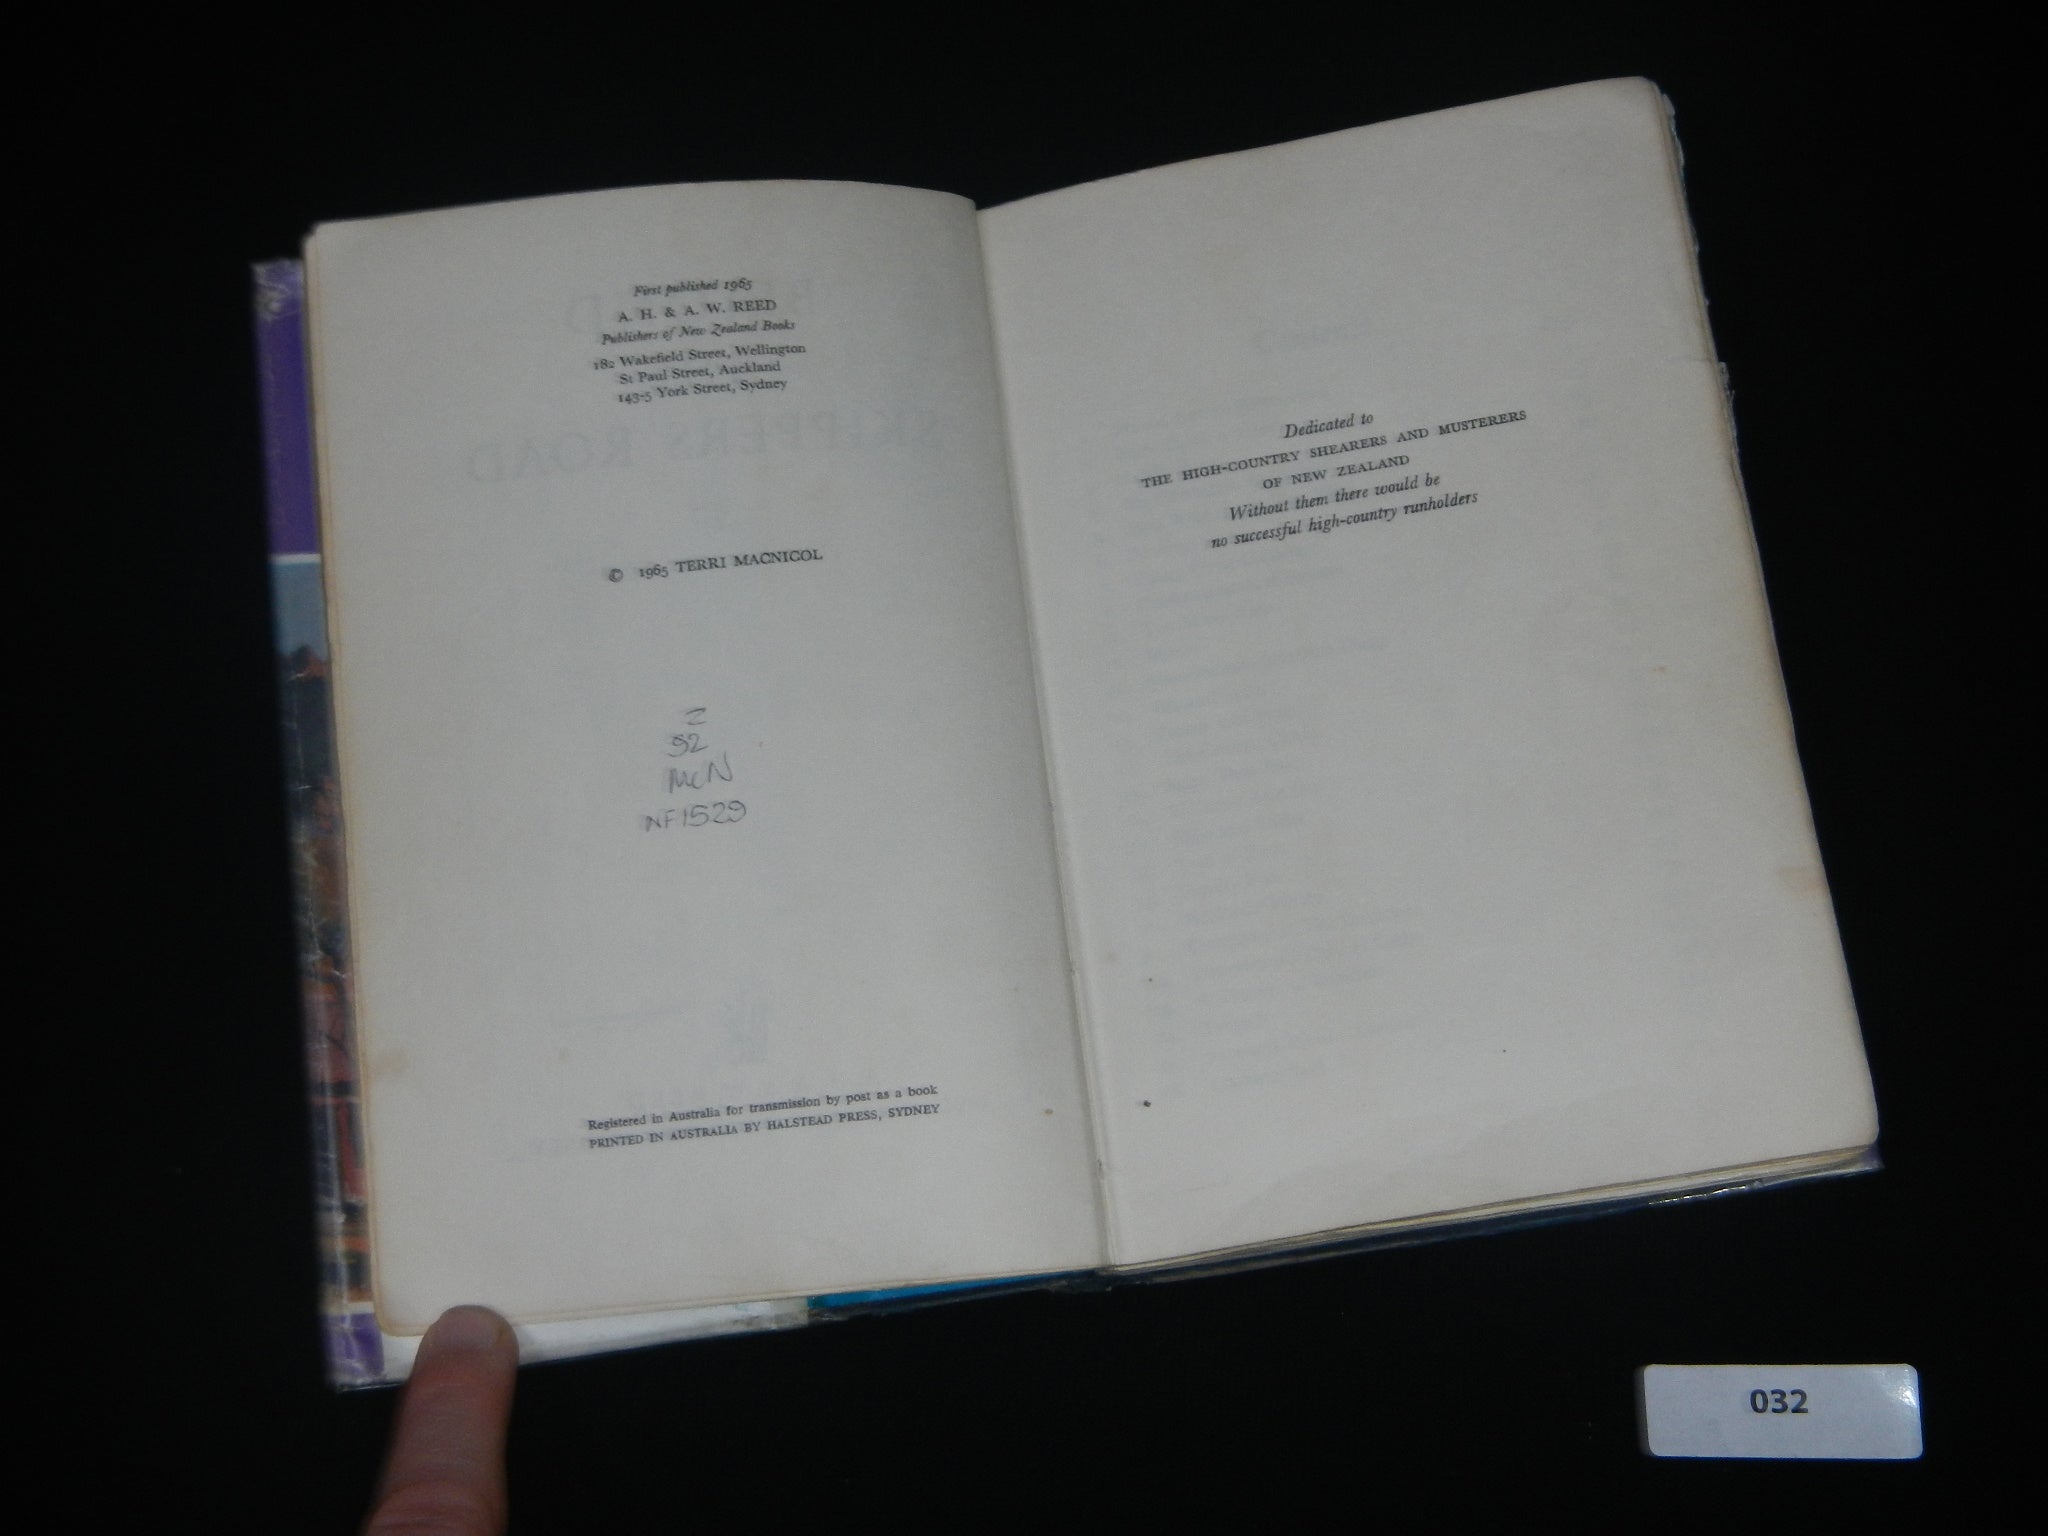 First published 1965
A. H. & A. W. REED
Publishers of New Zealand Books
182 Wakefield Street, Wellington
St Paul Street, Auckland
143-5 York Street, Sydney
© 1965 TERRI MACNICOL
Z
92
McN
NF1529
Registered in Australia for transmission by post as a book
PRINTED IN AUSTRALIA BY HALSTEAD PRESS, SYDNEY
Dedicated to
THE HIGH-COUNTRY SHEARERS AND MUSTERERS
OF NEW ZEALAND
Without them there would be
no successful high-country runholders
032